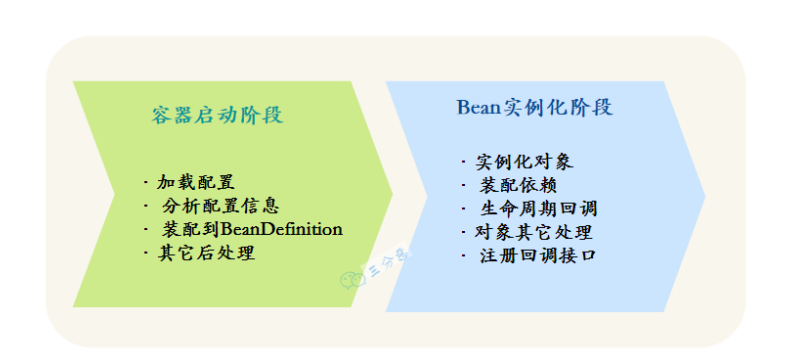 容器启动阶段
· 加载配置
· 分析配置信息
· 装配到BeanDefinition
· 其它后处理
Bean实例化阶段
· 实例化对象
· 装配依赖
· 生命周期回调
· 对象其它处理
· 注册回调接口
三分恶